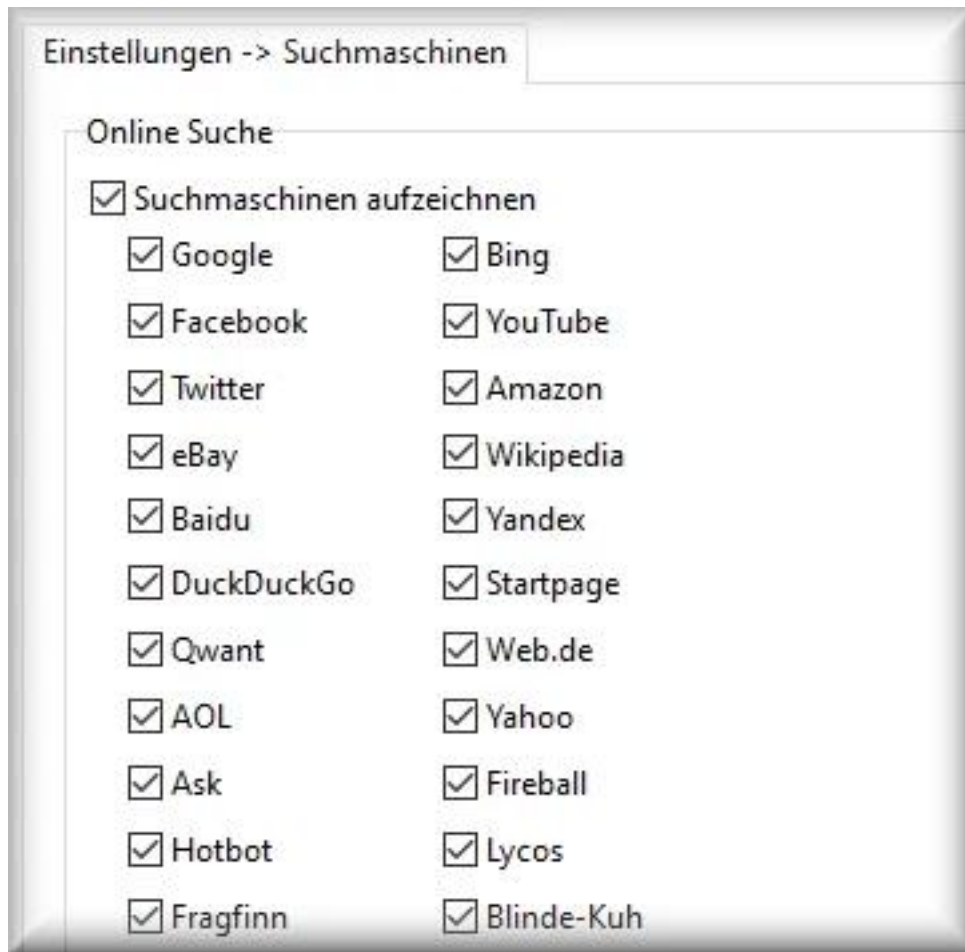 Einstellungen -> Suchmaschinen
Online Suche
Suchmaschinen aufzeichnen
Google Bing
Facebook YouTube
Twitter Amazon
eBay Wikipedia
Baidu Yandex
DuckDuckGo Startpage
Qwant Web.de
AOL Yahoo
Ask Fireball
Hotbot Lycos
Fragfinn Blinde-Kuh